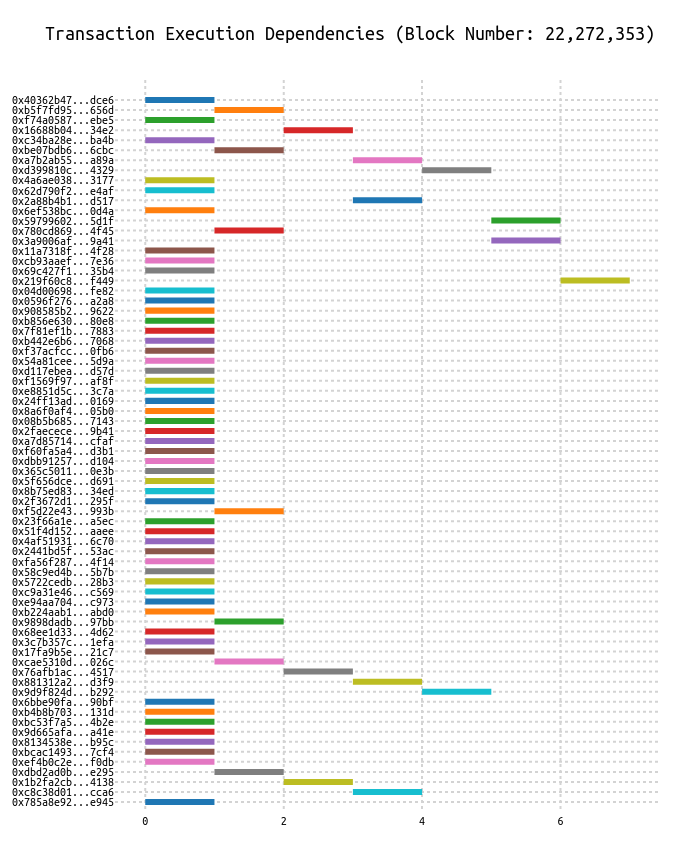 Transaction Execution Dependencies (Block Number: 22,272,353)
0x40362b47...dce6
0xb5f7fd95...656d
0xf74a0587...ebe5
0x16688b04...34e2
0xc34ba28e...ba4b
0xbe07bdb6...6cbc
0xa7b2ab55...a89a
0xd399810c...4329
0x4a6ae038...3177
0x62d790f2...e4af
0x2a88b4b1...d517
0x6ef538bc...0d4a
0x59799602...5d1f
0x780cd869...4f45
0x3a9006af...9a41
0x11a7318f...4f28
0xcb93aaef...7e36
0x69c427f1...35b4
0x219f60c8...f449
0x04d00698...fe82
0x0596f276...a2a8
0x908585b2...9622
0xb856e630...80e8
0x7f81ef1b...7883
0xb442e6b6...7068
0xf37acfcc...0fb6
0x54a81cee...5d9a
0xd117ebea...d57d
0xf1569f97...af8f
0xe8851d5c...3c7a
0x24ff13ad...0169
0x8a6f0af4...05b0
0x08b5b685...7143
0x2faecece...9b41
0xa7d85714...cfaf
0xf60fa5a4...d3b1
0xdbb91257...d104
0x365c5011...0e3b
0x5f656dce...d691
0x8b75ed83...34ed
0x2f3672d1...295f
0xf5d22e43...993b
0x23f66a1e...a5ec
0x51f4d152...aaee
0x4af51931...6c70
0x2441bd5f...53ac
0xfa56f287...4f14
0x58c9ed4b...5b7b
0x5722cedb...28b3
0xc9a31e46...c569
0xe94aa704...c973
0xb224aab1...abd0
0x9898dadb...97bb
0x68ee1d33...4d62
0x3c7b357c...1efa
0x17fa9b5e...21c7
0xcae5310d...026c
0x76afb1ac...4517
0x881312a2...d3f9
0x9d9f824d...b292
0x6bbe90fa...90bf
0xb4b8b703...131d
0xbc53f7a5...4b2e
0x9d665afa...a41e
0x8134538e...b95c
0xbcac1493...7cf4
0xef4b0c2e...f0db
0xdbd2ad0b...e295
0x1b2fa2cb...4138
0xc8c38d01...cca6
0x785a8e92...e945
0 2 4 6